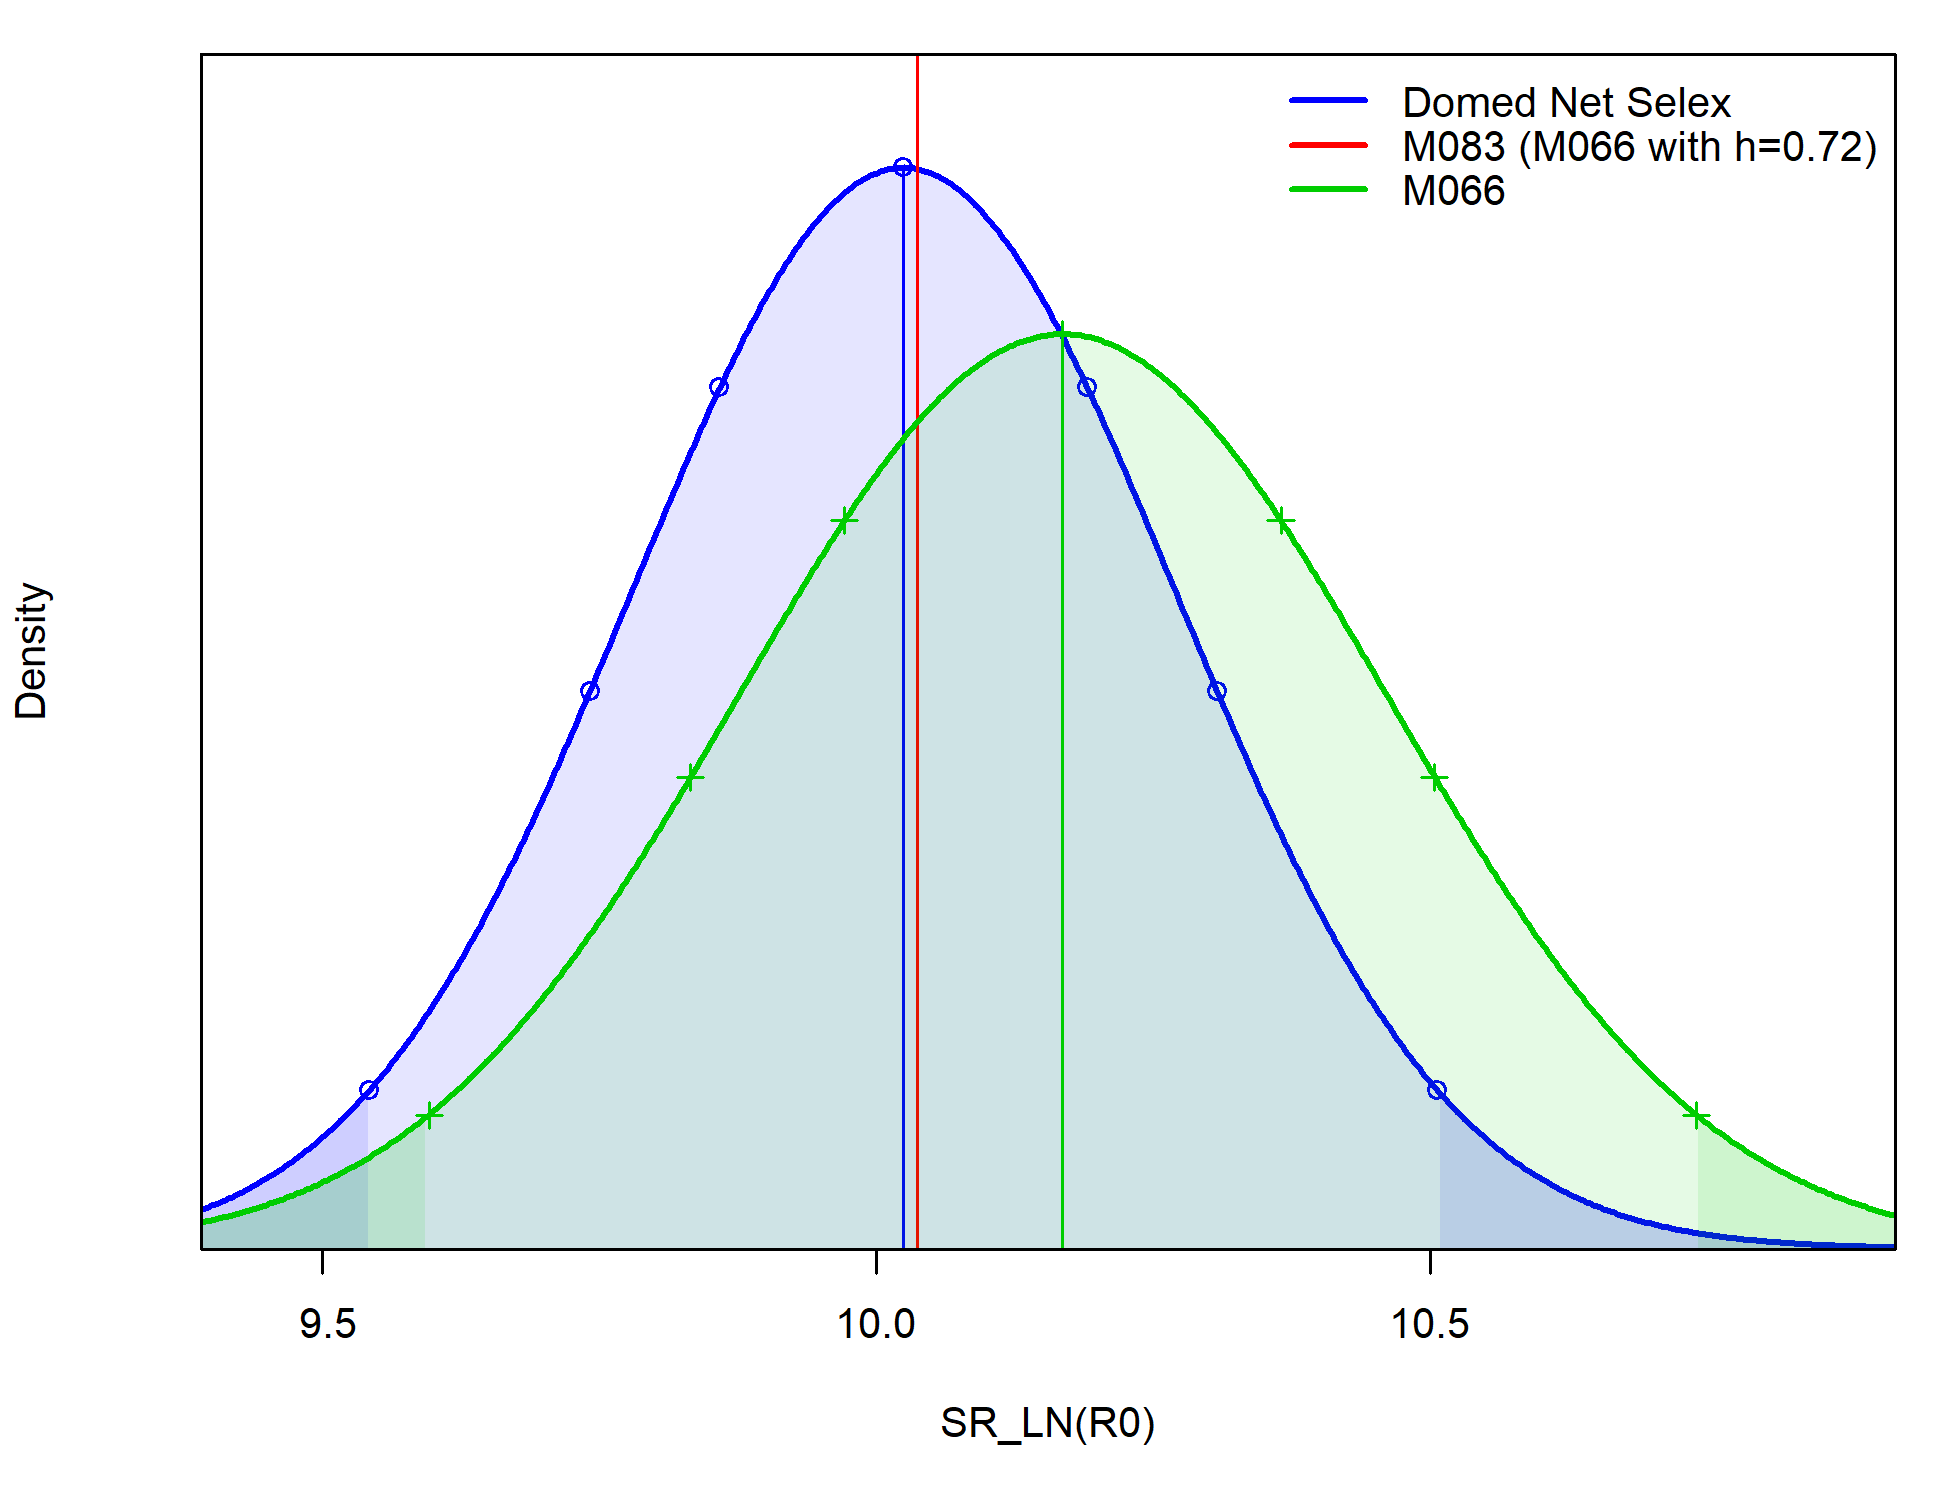 Domed Net Selex
M083 (M066 with h=0.72)
M066
Density
9.5
10.0
10.5
SR_LN(R0)